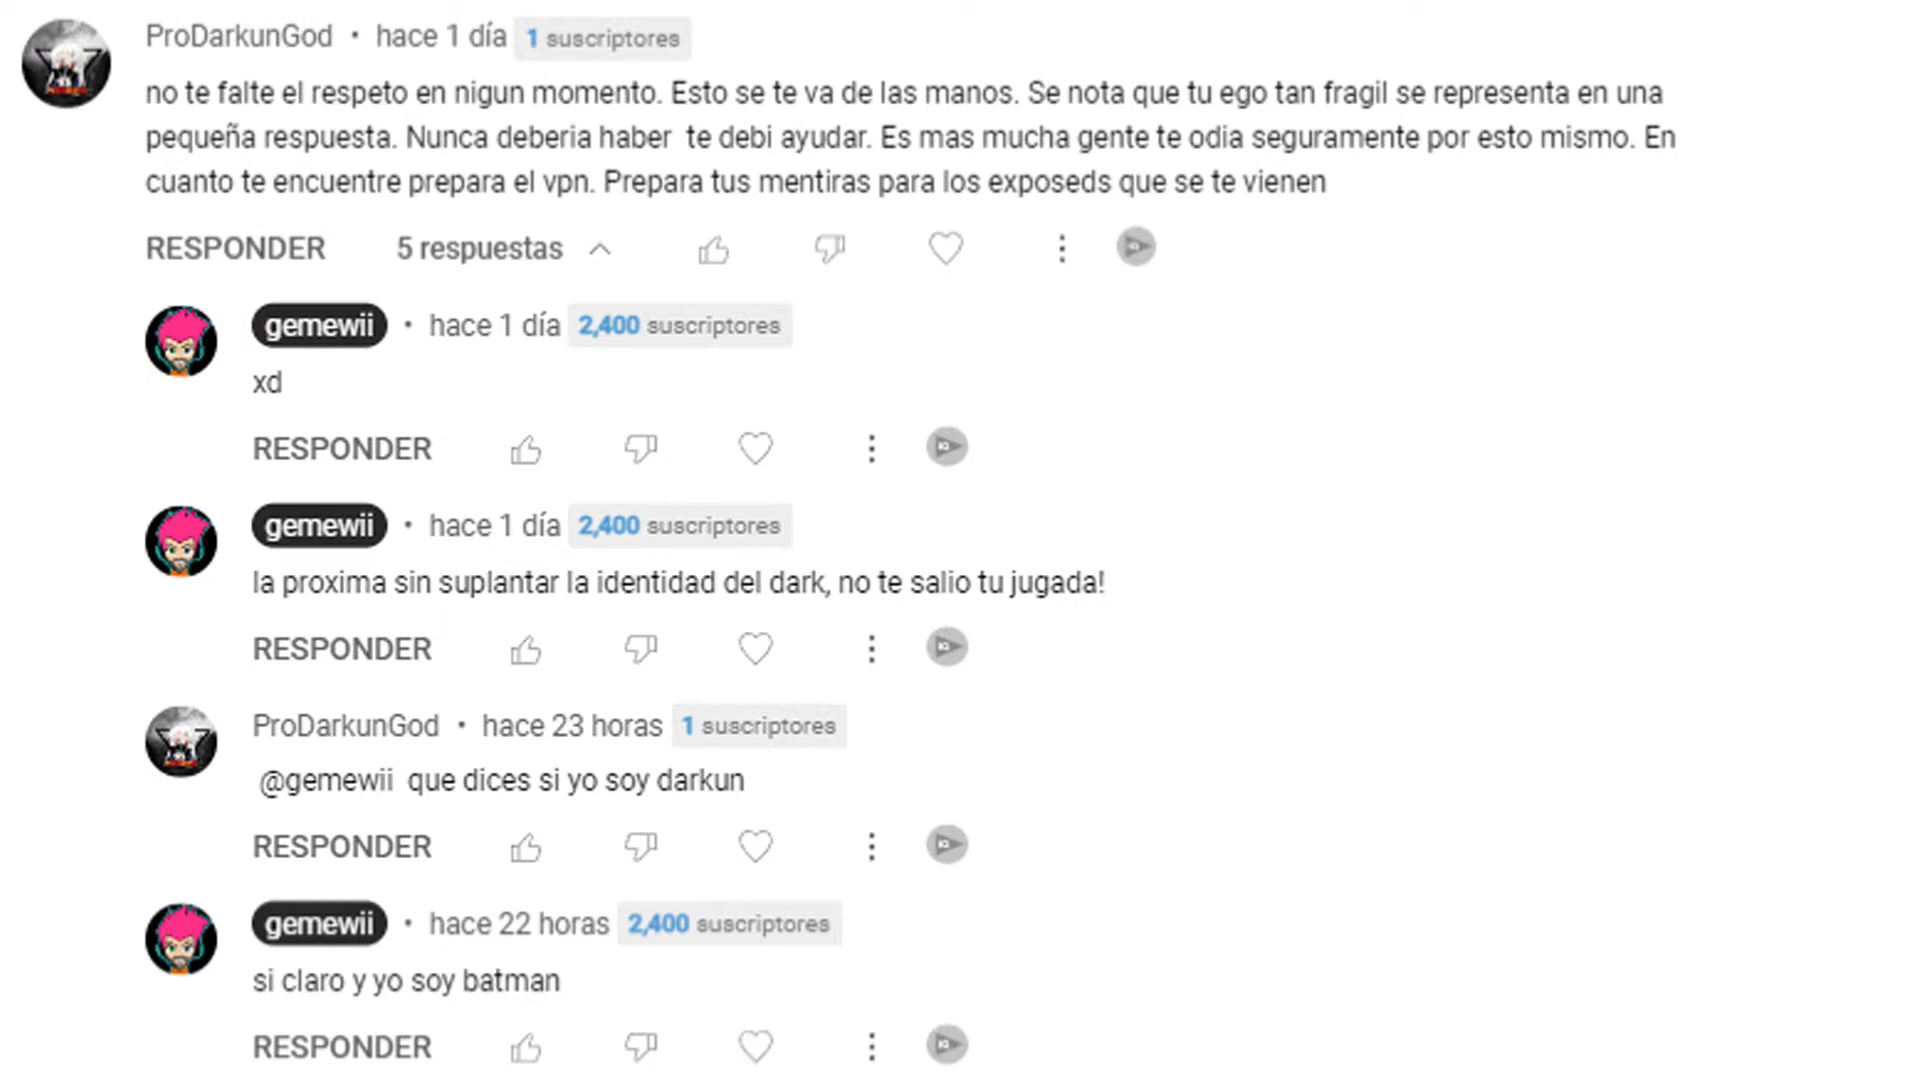 ProDarkunGod • hace 1 día 1 suscriptores
no te falte el respeto en nigun momento. Esto se te va de las manos. Se nota que tu ego tan fragil se representa en una
pequeña respuesta. Nunca deberia haber  te debi ayudar. Es mas mucha gente te odia seguramente por esto mismo. En
cuanto te encuentre prepara el vpn. Prepara tus mentiras para los exposeds que se te vienen
RESPONDER 5 respuestas
gemewii • hace 1 día 2,400 suscriptores
xd
RESPONDER
gemewii • hace 1 día 2,400 suscriptores
la proxima sin suplantar la identidad del dark, no te salio tu jugada!
RESPONDER
ProDarkunGod • hace 23 horas 1 suscriptores
@gemewii  que dices si yo soy darkun
RESPONDER
gemewii • hace 22 horas 2,400 suscriptores
si claro y yo soy batman
RESPONDER